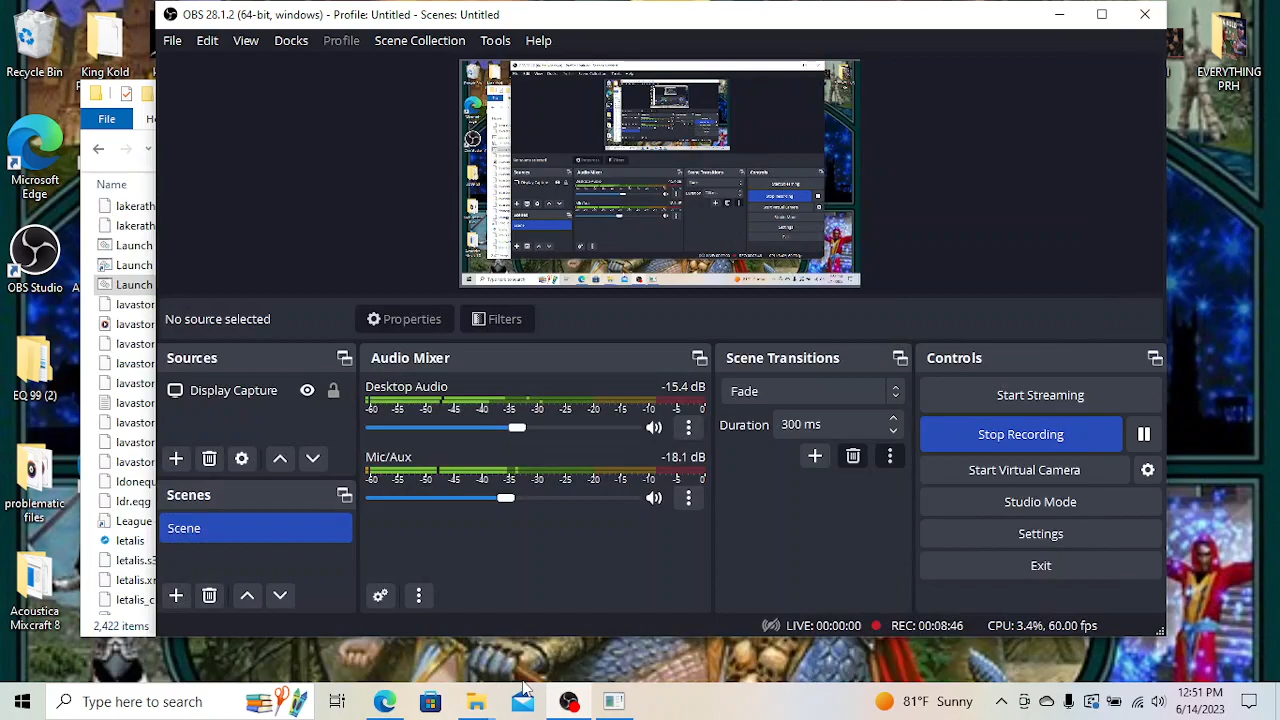 OBS 29.1.2 (64-bit, windows) - Profile: Untitled - Scenes: Untitled
File Edit View Docks Profile Scene Collection Tools Help
Recycle Bin
King Kold
EVERYTHING
PRH
File
Microsoft
Edge
Name
lakerath
lakerath
Launch
Launch
Launch
OBS Studio
lavastor
lavastor
lavastor
lavastor
lavastor
lavastor
lavastor
lavastor
lavastor
EQ 99 (2)
ldonequ
ldr.eqg
League
letalis
letalis.s3
letalis.xr
letalis_c
problematic
files
Acoustica
Mixcraft 8
2,422 items
No source selected
Properties
Filters
Sources
Display Capture
Scenes
Scene
Audio Mixer
Desktop Audio
-15.4 dB
-60 -55 -50 -45 -40 -35 -30 -25 -20 -15 -10 -5 0
Mic/Aux
-18.1 dB
-60 -55 -50 -45 -40 -35 -30 -25 -20 -15 -10 -5 0
Scene Transitions
Fade
Duration
300 ms
Controls
Start Streaming
Stop Recording
Start Virtual Camera
Studio Mode
Settings
Exit
LIVE: 00:00:00
REC: 00:08:46
CPU: 3.4%, 60.00 fps
Type here to search
81°F Sunny
12:51 PM
6/14/2023